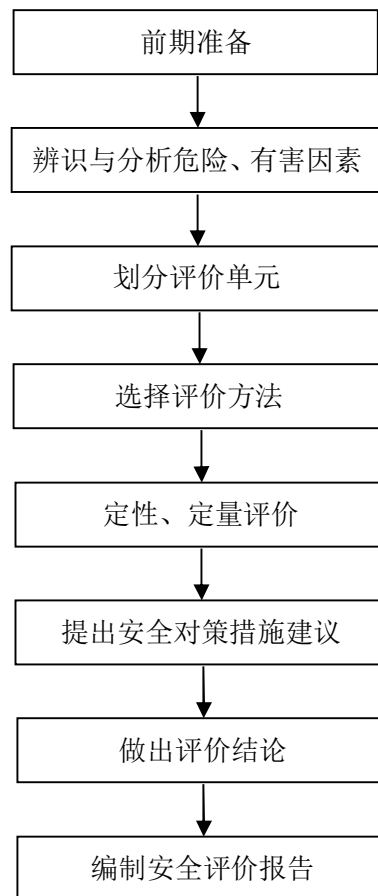 前期准备
辨识与分析危险、有害因素
划分评价单元
选择评价方法
定性、定量评价
提出安全对策措施建议
做出评价结论
编制安全评价报告